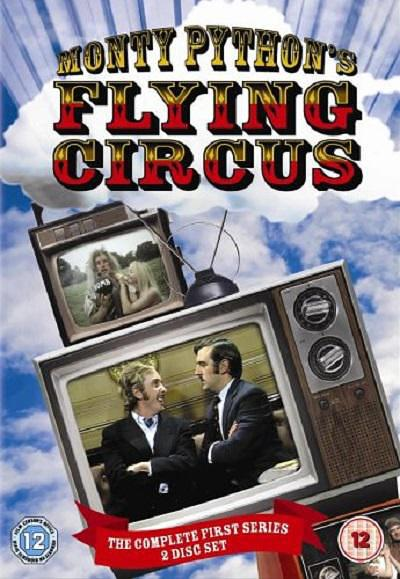 MONTY PYTHON'S
FLYING
CIRCUS
THE COMPLETE FIRST SERIES
2 DISC SET
12
12